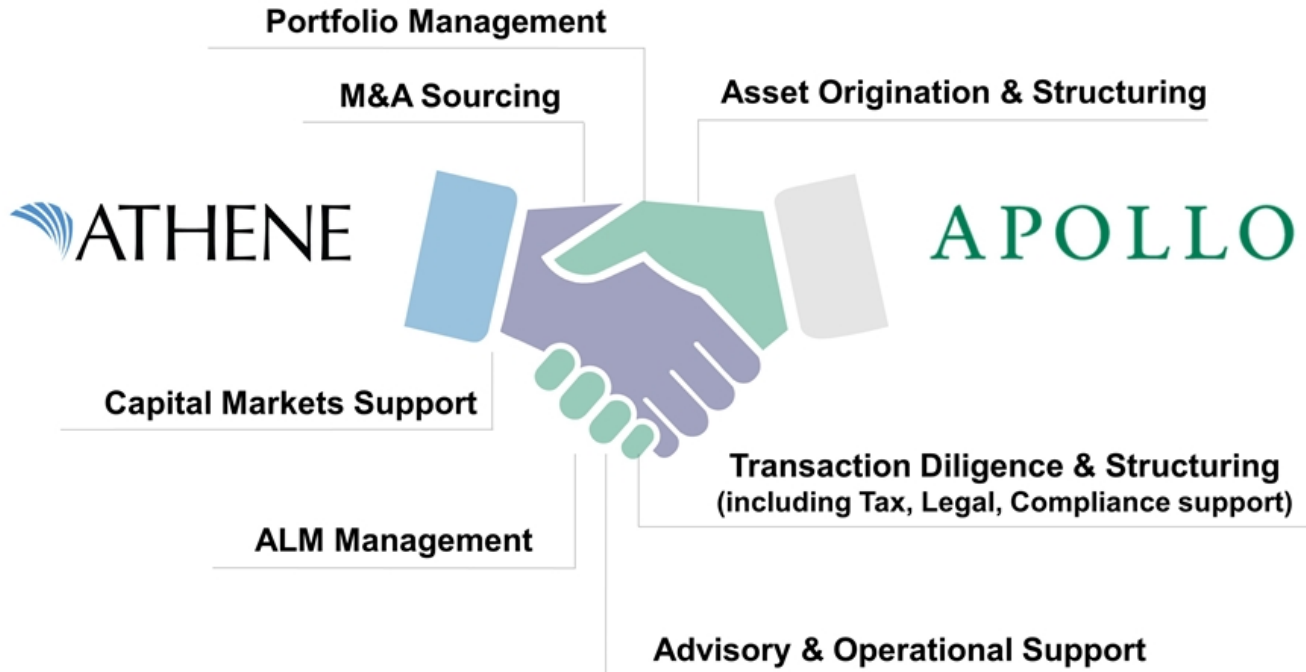 Portfolio Management
M&A Sourcing
Asset Origination & Structuring
ATHENE
APOLLO
Capital Markets Support
Transaction Diligence & Structuring
(including Tax, Legal, Compliance support)
ALM Management
Advisory & Operational Support